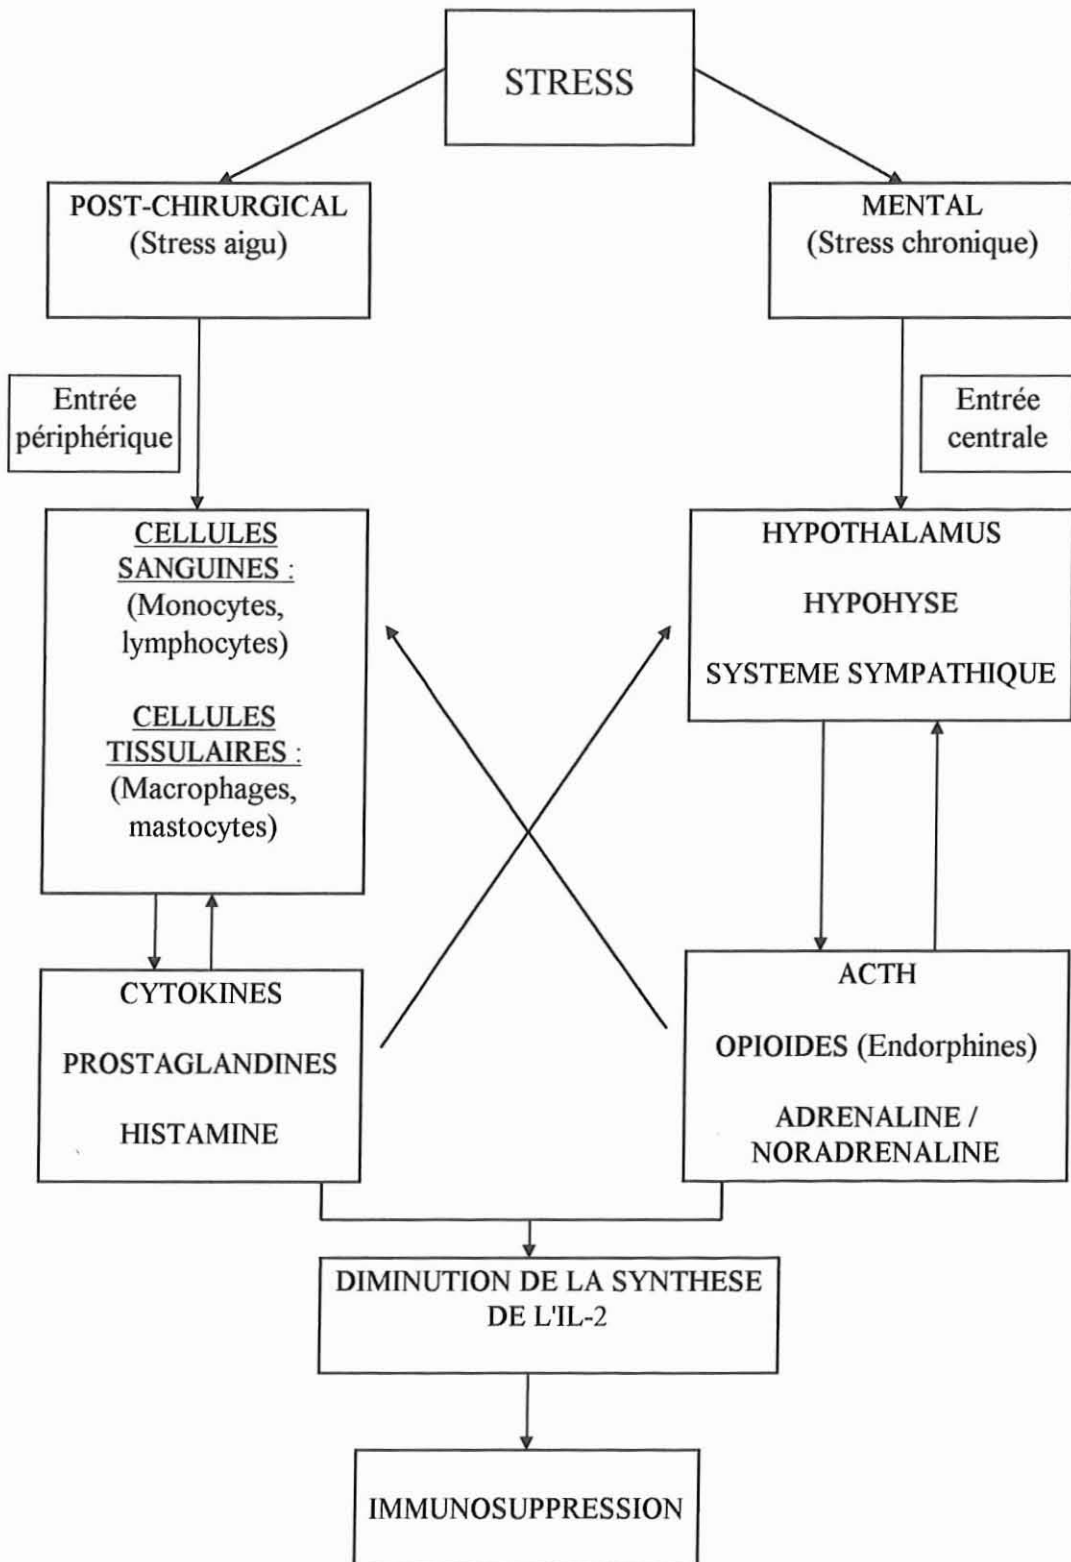 STRESS
POST-CHIRURGICAL
(Stress aigu)
MENTAL
(Stress chronique)
Entrée
périphérique
Entrée
centrale
CELLULES
SANGUINES :
(Monocytes,
lymphocytes)
CELLULES
TISSULAIRES :
(Macrophages,
mastocytes)
HYPOTHALAMUS
HYPOHYSE
SYSTEME SYMPATHIQUE
CYTOKINES
PROSTAGLANDINES
HISTAMINE
ACTH
OPIOIDES (Endorphines)
ADRENALINE /
NORADRENALINE
DIMINUTION DE LA SYNTHESE
DE L'IL-2
IMMUNOSUPPRESSION